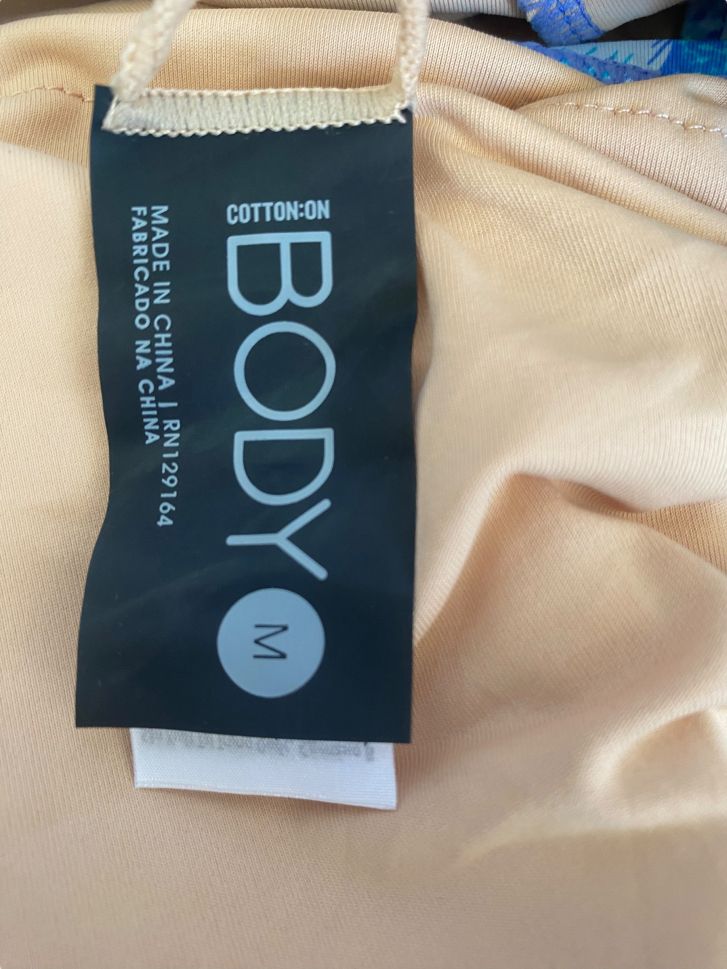 COTTON:ON
BODY
M
MADE IN CHINA | RN129164
FABRICADO NA CHINA